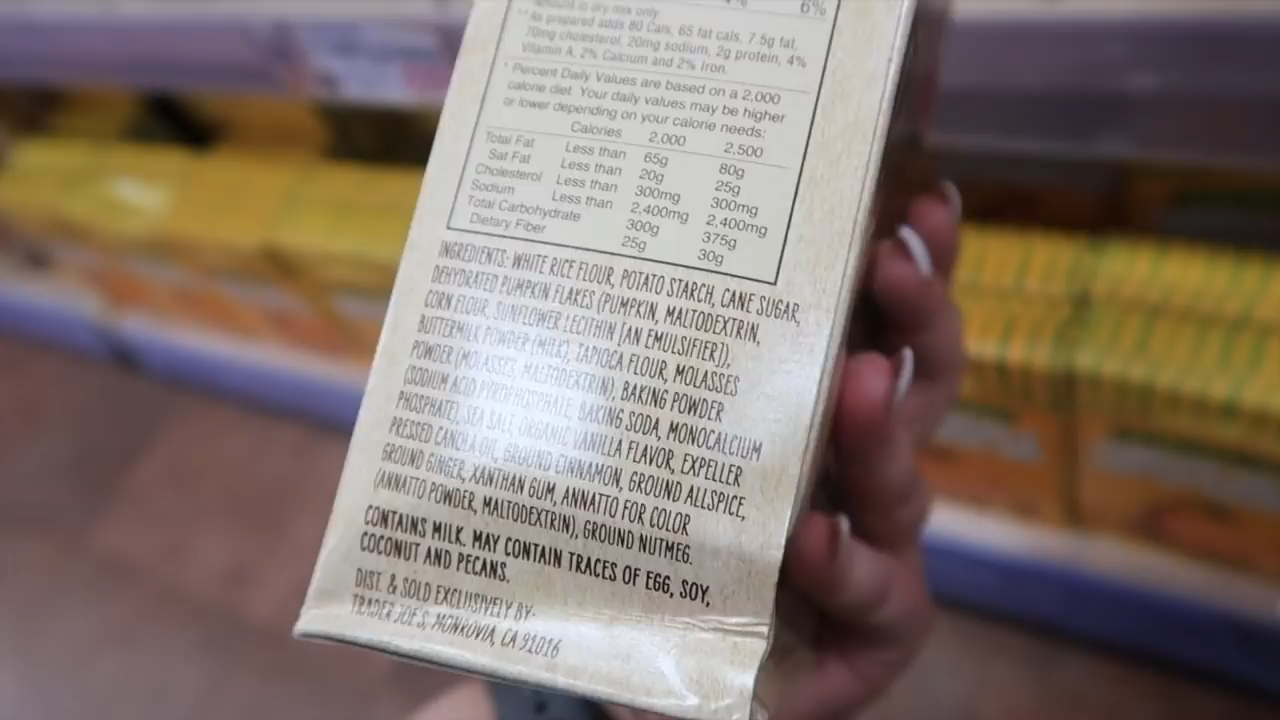 6%
Amount in dry mix only
** As prepared adds 80 Cals, 65 fat cals, 7.5g fat,
70mg cholesterol, 20mg sodium, 2g protein, 4%
Vitamin A, 2% Calcium and 2% Iron.
* Percent Daily Values are based on a 2,000
calorie diet. Your daily values may be higher
or lower depending on your calorie needs:
Calories 2,000 2,500
Total Fat Less than 65g 80g
Sat Fat Less than 20g 25g
Cholesterol Less than 300mg 300mg
Sodium Less than 2,400mg 2,400mg
Total Carbohydrate 300g 375g
Dietary Fiber 25g 30g
INGREDIENTS: WHITE RICE FLOUR, POTATO STARCH, CANE SUGAR,
DEHYDRATED PUMPKIN FLAKES (PUMPKIN, MALTODEXTRIN,
CORN FLOUR, SUNFLOWER LECITHIN [AN EMULSIFIER]),
BUTTERMILK POWDER (MILK), TAPIOCA FLOUR, MOLASSES
POWDER (MOLASSES, MALTODEXTRIN), BAKING POWDER
(SODIUM ACID PYROPHOSPHATE, BAKING SODA, MONOCALCIUM
PHOSPHATE), SEA SALT, ORGANIC VANILLA FLAVOR, EXPELLER
PRESSED CANOLA OIL, GROUND CINNAMON, GROUND ALLSPICE,
GROUND GINGER, XANTHAN GUM, ANNATTO FOR COLOR
(ANNATTO POWDER, MALTODEXTRIN), GROUND NUTMEG.
CONTAINS MILK. MAY CONTAIN TRACES OF EGG, SOY,
COCONUT AND PECANS.
DIST. & SOLD EXCLUSIVELY BY:
TRADER JOE'S, MONROVIA, CA 91016